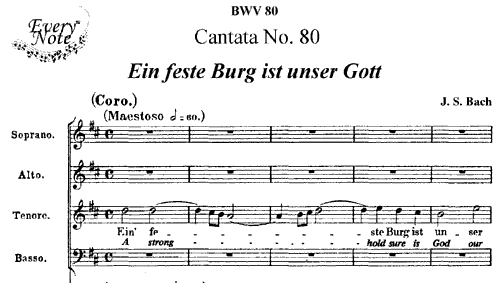 BWV 80
Every Note
Cantata No. 80
Ein feste Burg ist unser Gott
(Coro.)
J. S. Bach
(Maestoso 𝅗𝅥=60.)
Soprano.
Alto.
Tenore.
Ein' fe - - - - - - - ste Burg ist un - ser
A strong - - - - - - - hold sure is God our
Basso.